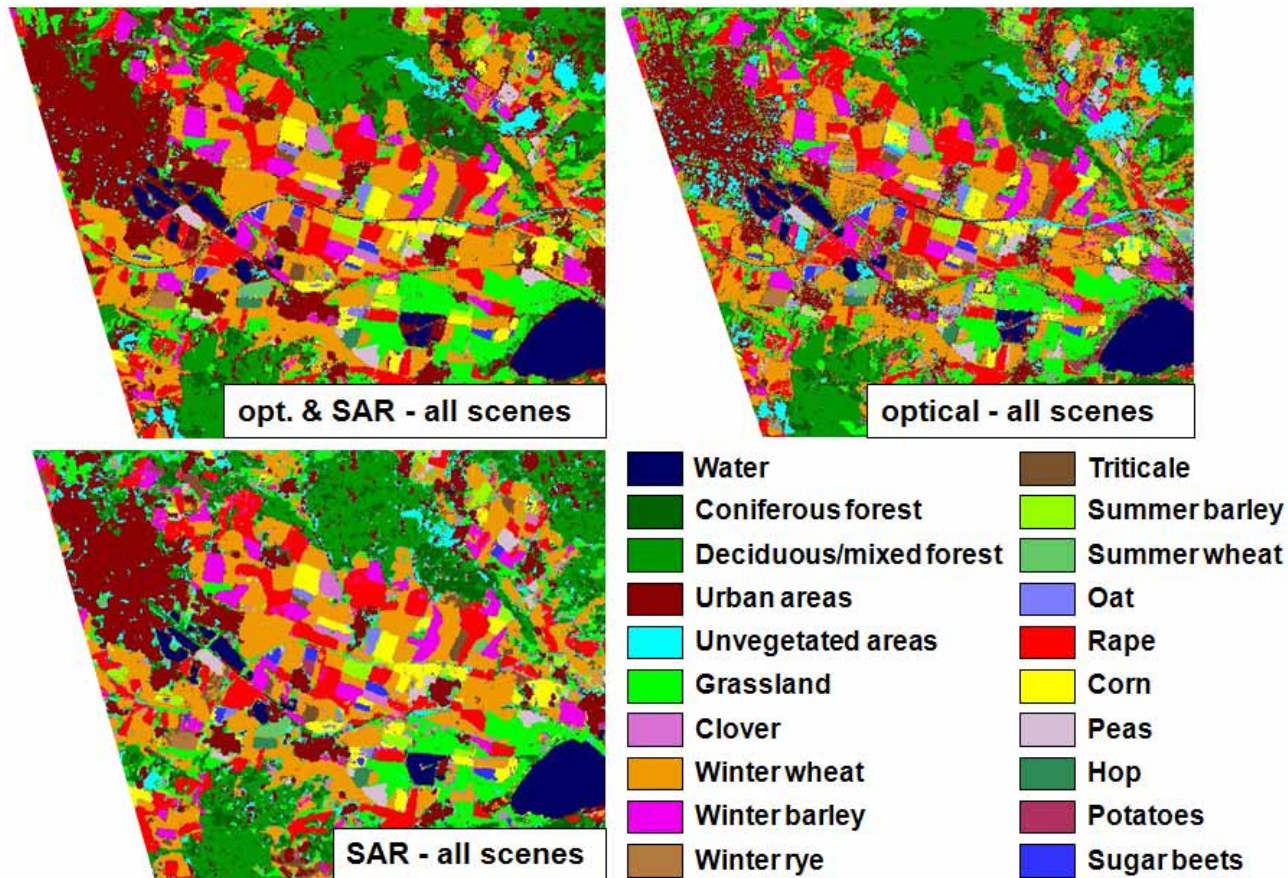 opt. & SAR - all scenes
optical - all scenes
SAR - all scenes
Water
Coniferous forest
Deciduous/mixed forest
Urban areas
Unvegetated areas
Grassland
Clover
Winter wheat
Winter barley
Winter rye
Triticale
Summer barley
Summer wheat
Oat
Rape
Corn
Peas
Hop
Potatoes
Sugar beets